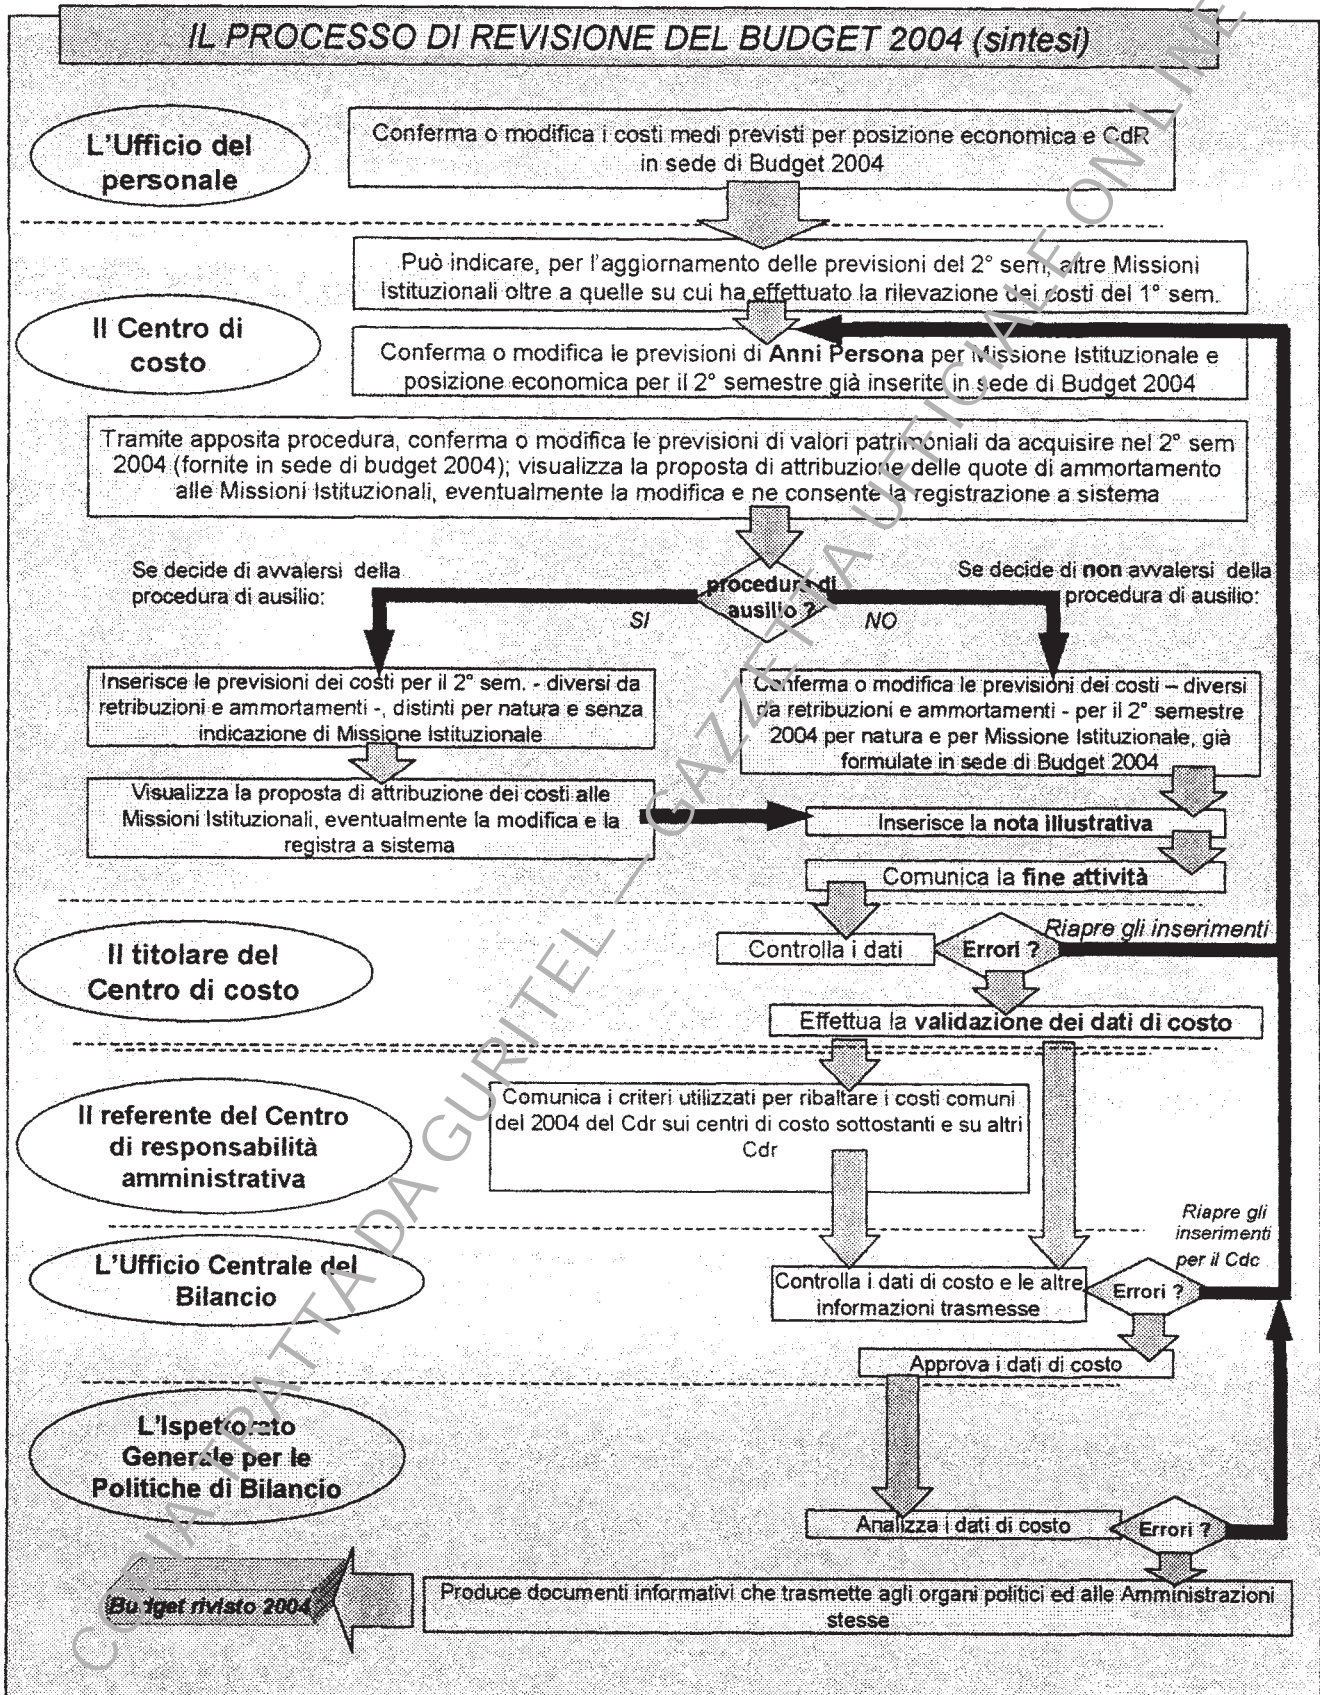 IL PROCESSO DI REVISIONE DEL BUDGET 2004 (sintesi)
L'Ufficio del
personale
Conferma o modifica i costi medi previsti per posizione economica e CdR
in sede di Budget 2004
Può indicare, per l'aggiornamento delle previsioni del 2° sem, altre Missioni
Istituzionali oltre a quelle su cui ha effettuato la rilevazione dei costi del 1° sem.
Il Centro di
costo
Conferma o modifica le previsioni di Anni Persona per Missione Istituzionale e
posizione economica per il 2° semestre già inserite in sede di Budget 2004
Tramite apposita procedura, conferma o modifica le previsioni di valori patrimoniali da acquisire nel 2° sem
2004 (fornite in sede di budget 2004); visualizza la proposta di attribuzione delle quote di ammortamento
alle Missioni Istituzionali, eventualmente la modifica e ne consente la registrazione a sistema
Se decide di avvalersi della
procedura di ausilio:
procedura di
ausilio ?
Se decide di non avvalersi della
procedura di ausilio:
SI
NO
Inserisce le previsioni dei costi per il 2° sem. - diversi da
retribuzioni e ammortamenti -, distinti per natura e senza
indicazione di Missione Istituzionale
Conferma o modifica le previsioni dei costi – diversi
da retribuzioni e ammortamenti - per il 2° semestre
2004 per natura e per Missione Istituzionale, già
formulate in sede di Budget 2004
Visualizza la proposta di attribuzione dei costi alle
Missioni Istituzionali, eventualmente la modifica e la
registra a sistema
Inserisce la nota illustrativa
Comunica la fine attività
Il titolare del
Centro di costo
Controlla i dati
Errori ?
Riapre gli inserimenti
Effettua la validazione dei dati di costo
Il referente del Centro
di responsabilità
amministrativa
Comunica i criteri utilizzati per ribaltare i costi comuni
del 2004 del Cdr sui centri di costo sottostanti e su altri
Cdr
Riapre gli
inserimenti
per il Cdc
L'Ufficio Centrale del
Bilancio
Controlla i dati di costo e le altre
informazioni trasmesse
Errori ?
Approva i dati di costo
L'Ispettorato
Generale per le
Politiche di Bilancio
Analizza i dati di costo
Errori ?
Produce documenti informativi che trasmette agli organi politici ed alle Amministrazioni
stesse
Budget rivisto 2004
COPIA TRATTA DA GURITEL — GAZZETTA UFFICIALE ON LINE